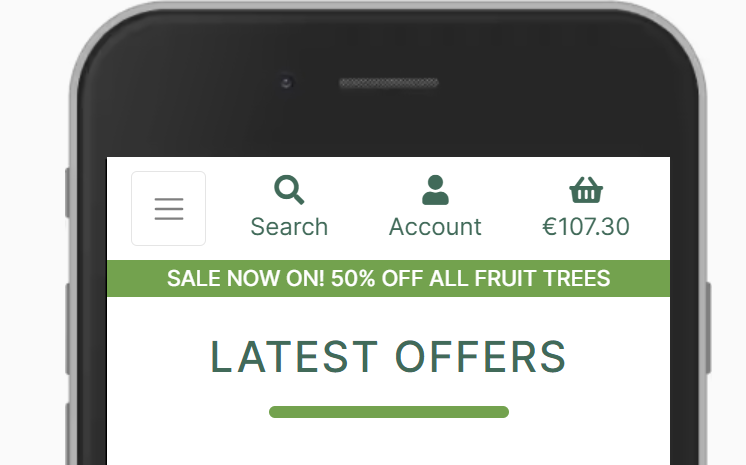 Search Account €107.30
SALE NOW ON! 50% OFF ALL FRUIT TREES
LATEST OFFERS